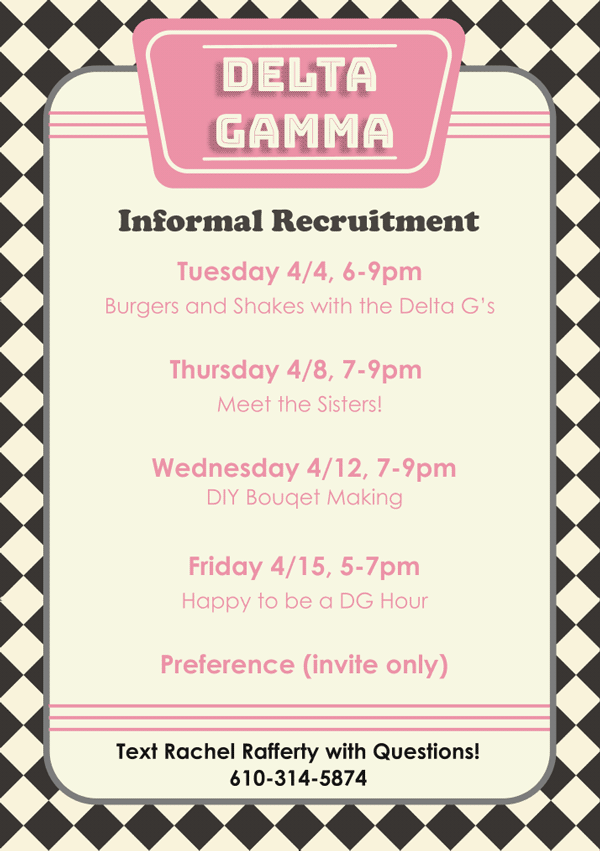 DELTA
GAMMA
Informal Recruitment
Tuesday 4/4, 6-9pm
Burgers and Shakes with the Delta G's
Thursday 4/8, 7-9pm
Meet the Sisters!
Wednesday 4/12, 7-9pm
DIY Bouqet Making
Friday 4/15, 5-7pm
Happy to be a DG Hour
Preference (invite only)
Text Rachel Rafferty with Questions!
610-314-5874